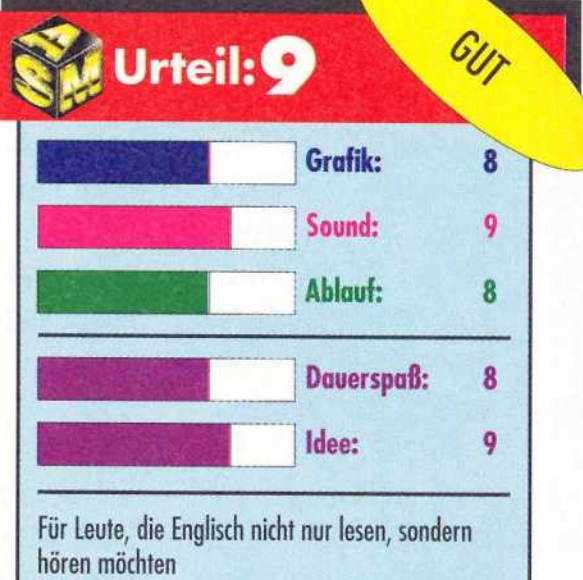 ASM
Urteil: 9
GUT
Grafik: 8
Sound: 9
Ablauf: 8
Dauerspaß: 8
Idee: 9
Für Leute, die Englisch nicht nur lesen, sondern
hören möchten